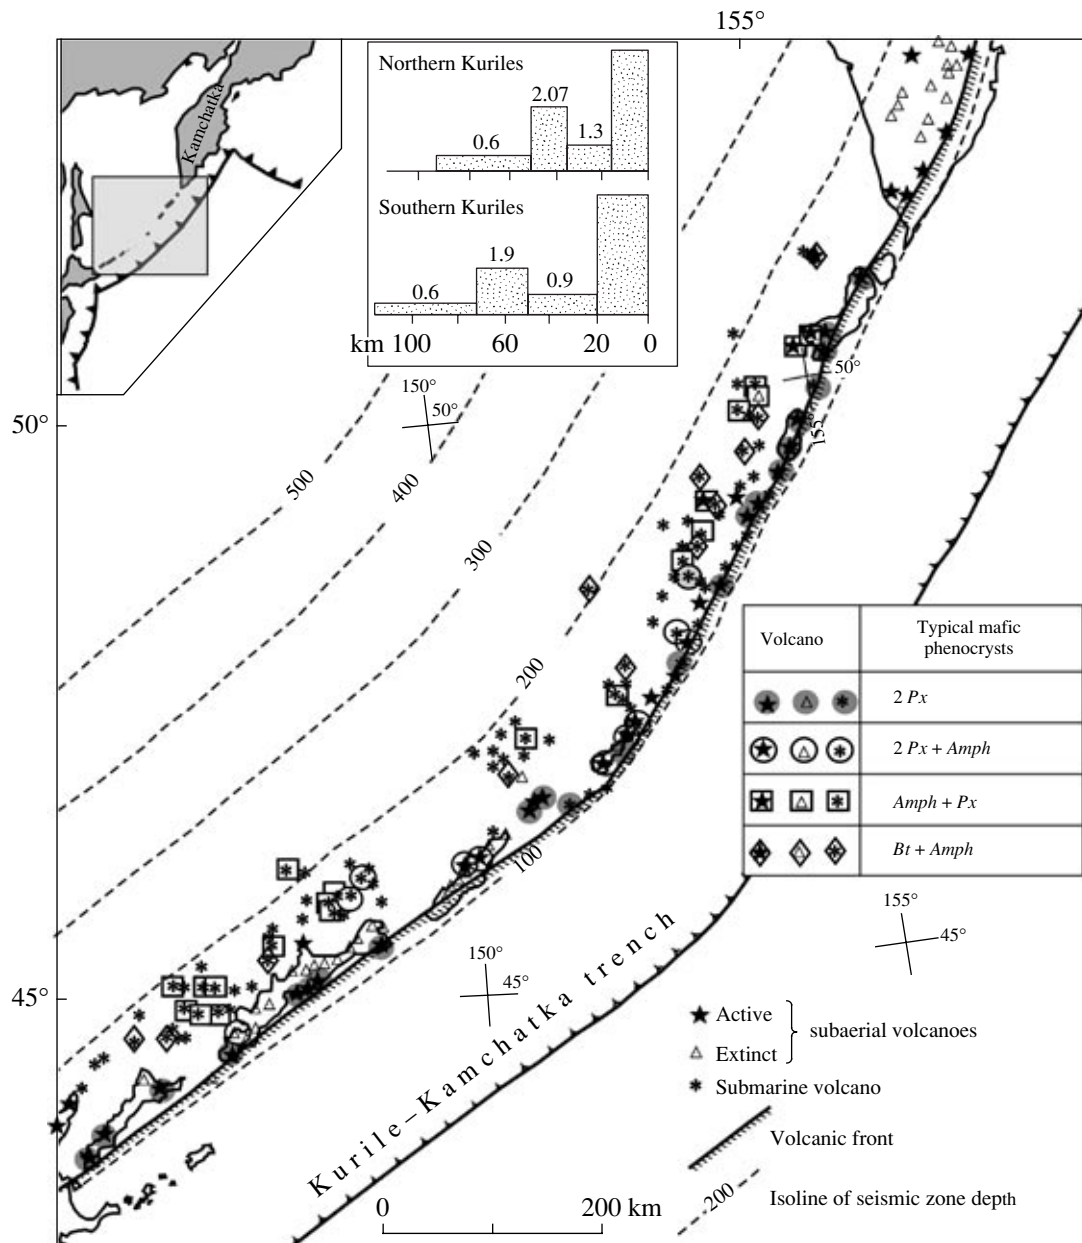 155°
Kamchatka
Northern Kuriles
2.07
0.6
1.3
Southern Kuriles
1.9
0.6
0.9
km 100 60 20 0
50°
150°
50°
50°
155°
500
400
300
200
100
Volcano
Typical mafic
phenocrysts
2 Px
2 Px + Amph
Amph + Px
Bt + Amph
155°
45°
150°
45°
45°
Kurile–Kamchatka trench
Active
Extinct
subaerial volcanoes
Submarine volcano
Volcanic front
200
Isoline of seismic zone depth
0 200 km